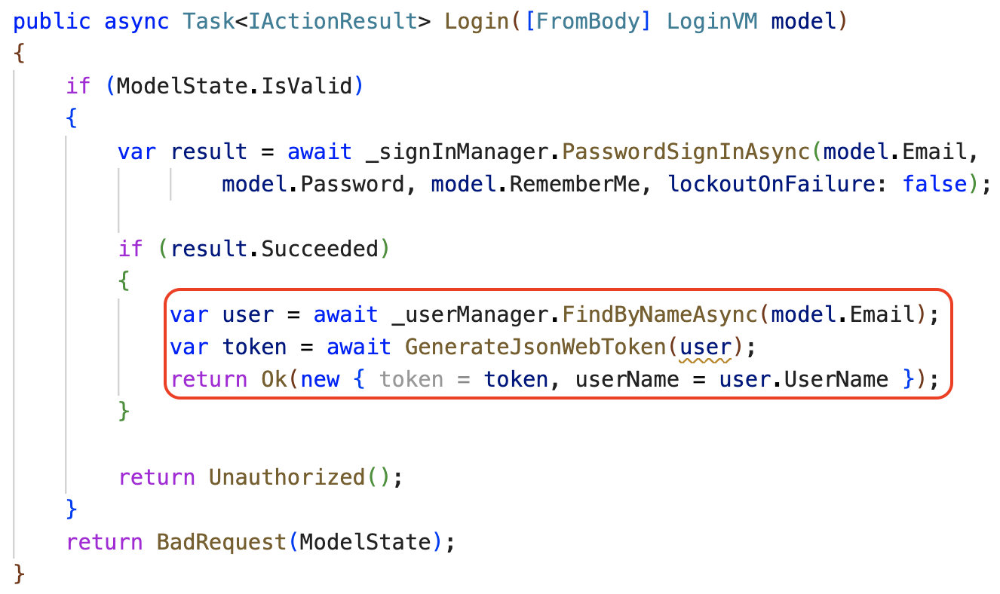 public async Task<IActionResult> Login([FromBody] LoginVM model)
{
if (ModelState.IsValid)
{
var result = await _signInManager.PasswordSignInAsync(model.Email,
model.Password, model.RememberMe, lockoutOnFailure: false);
if (result.Succeeded)
{
var user = await _userManager.FindByNameAsync(model.Email);
var token = await GenerateJsonWebToken(user);
return Ok(new { token = token, userName = user.UserName });
}
return Unauthorized();
}
return BadRequest(ModelState);
}